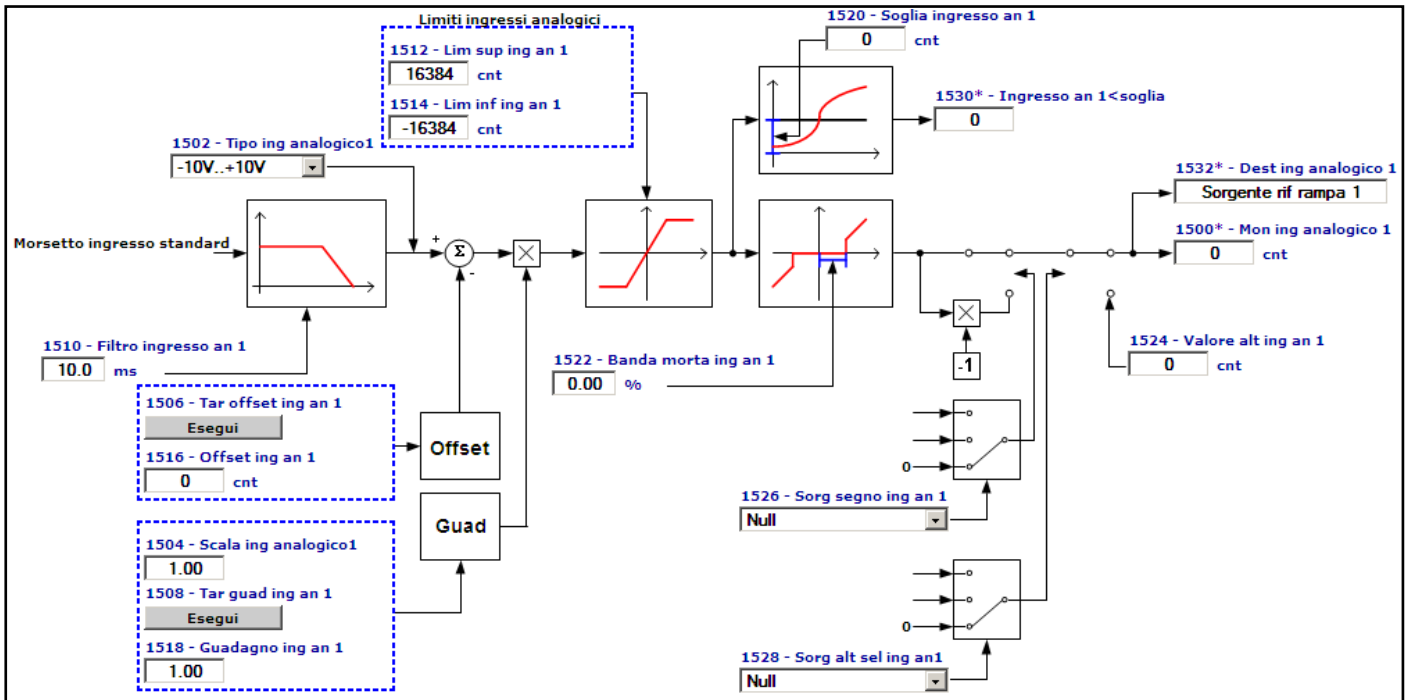 Limiti ingressi analogici
1520 - Soglia ingresso an 1
0 cnt
1512 - Lim sup ing an 1
16384 cnt
1514 - Lim inf ing an 1
-16384 cnt
1530* - Ingresso an 1<soglia
0
1502 - Tipo ing analogico1
-10V..+10V
1532* - Dest ing analogico 1
Sorgente rif rampa 1
Morsetto ingresso standard
+
Σ
-
1500* - Mon ing analogico 1
0 cnt
1510 - Filtro ingresso an 1
10.0 ms
1522 - Banda morta ing an 1
0.00 %
-1
1524 - Valore alt ing an 1
0 cnt
1506 - Tar offset ing an 1
Esegui
1516 - Offset ing an 1
0 cnt
Offset
0
1526 - Sorg segno ing an 1
Null
Guad
1504 - Scala ing analogico1
1.00
1508 - Tar guad ing an 1
Esegui
1518 - Guadagno ing an 1
1.00
0
1528 - Sorg alt sel ing an1
Null